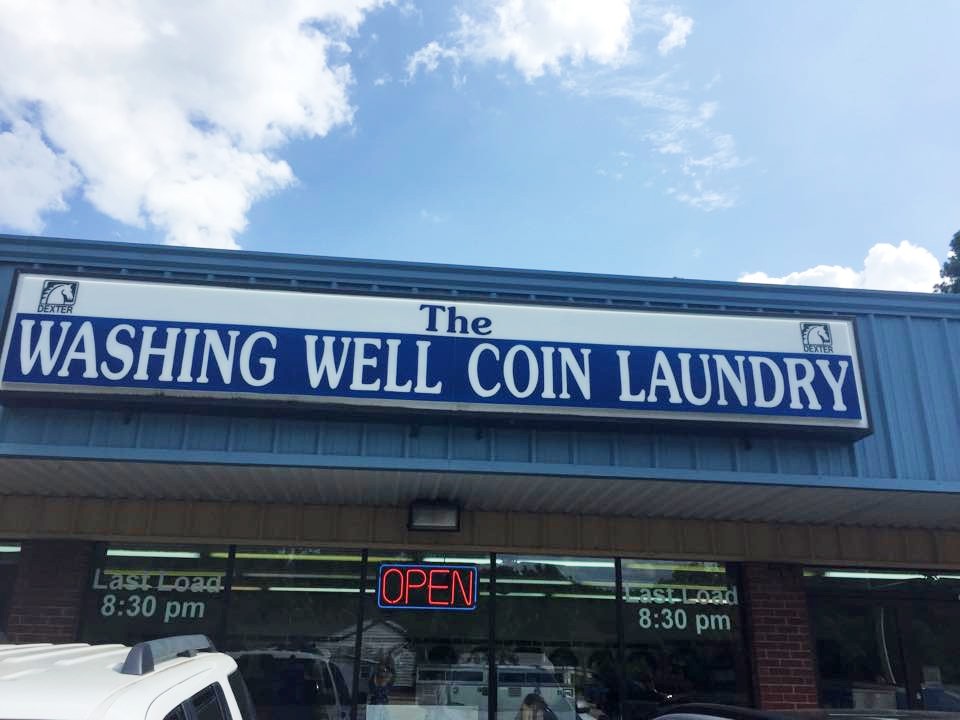 The
DEXTER
DEXTER
WASHING WELL COIN LAUNDRY
OPEN
Last Load
8:30 pm
Last Load
8:30 pm